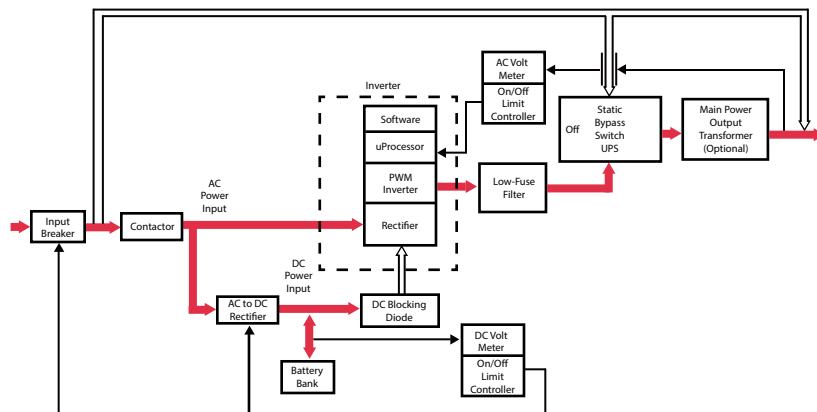 AC Volt
Meter
On/Off
Limit
Controller
Inverter
Software
uProcessor
PWM
Inverter
Rectifier
Off
Static
Bypass
Switch
UPS
Main Power
Output
Transformer
(Optional)
Low-Fuse
Filter
AC
Power
Input
Input
Breaker
Contactor
DC
Power
Input
AC to DC
Rectifier
DC Blocking
Diode
Battery
Bank
DC Volt
Meter
On/Off
Limit
Controller